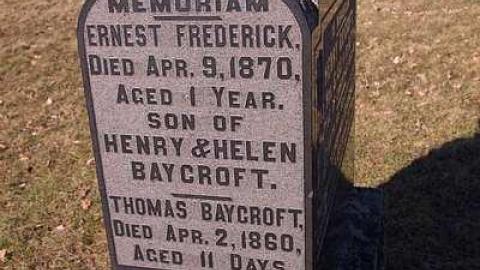 MEMORIAM
ERNEST FREDERICK,
DIED APR. 9, 1870,
AGED 1 YEAR.
SON OF
HENRY & HELEN
BAYCROFT.
THOMAS BAYCROFT,
DIED APR. 2, 1860,
AGED 11 DAYS